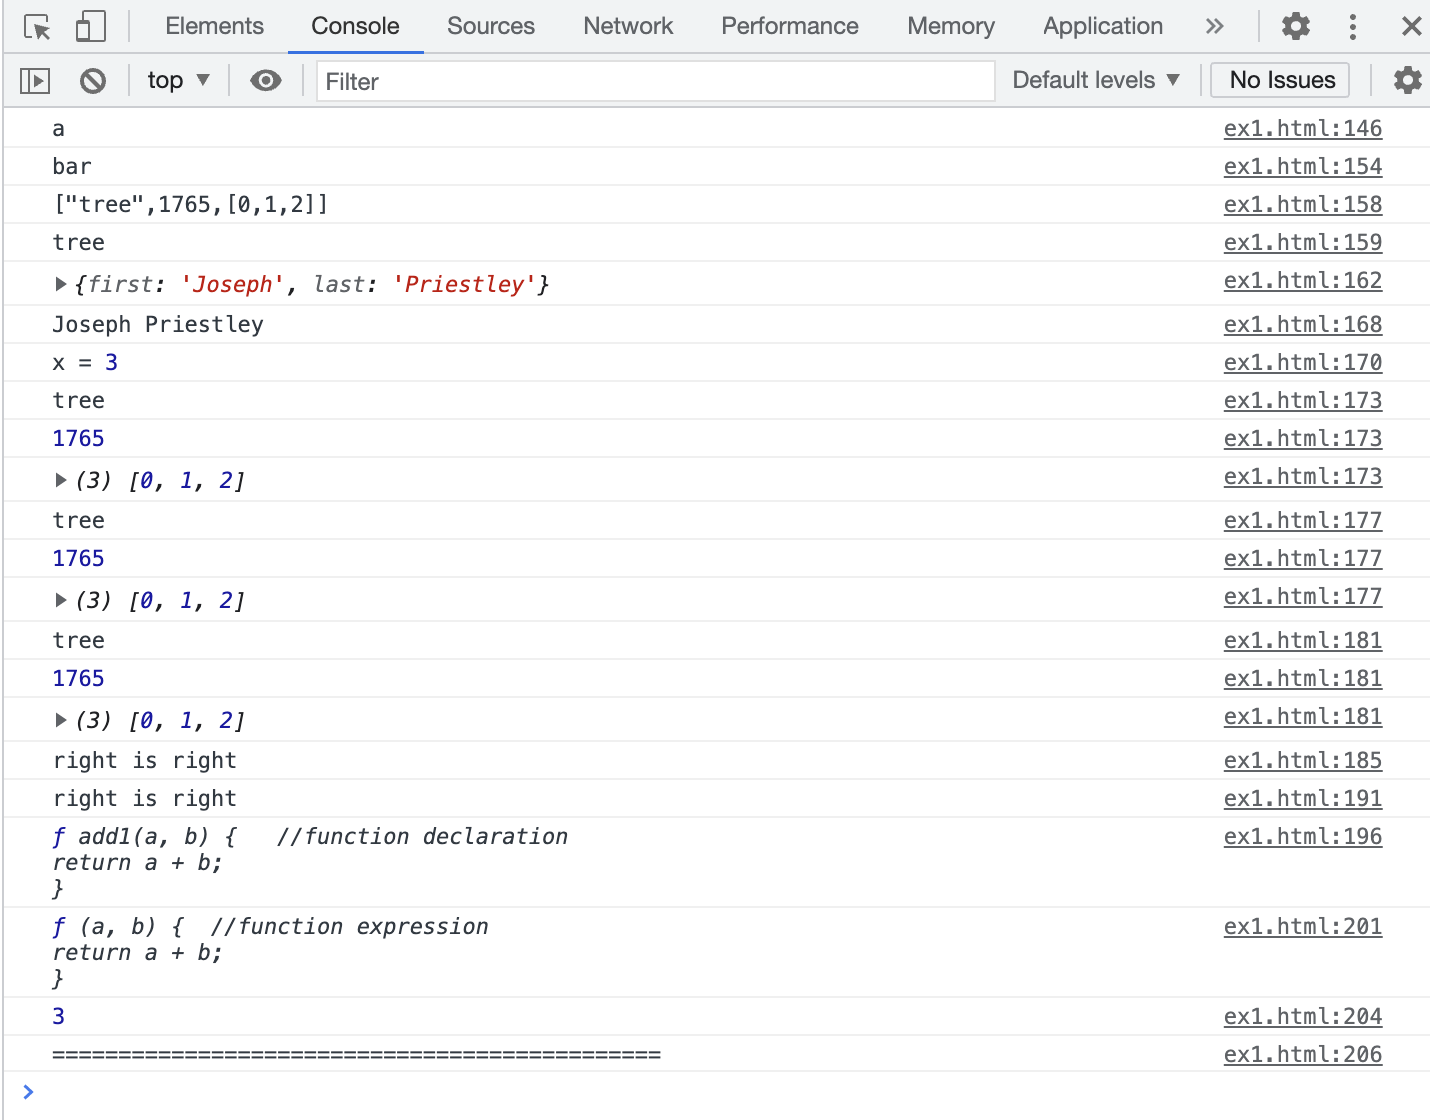 Elements Console Sources Network Performance Memory Application »
top ▼ Filter Default levels ▼ No Issues
a ex1.html:146
bar ex1.html:154
["tree",1765,[0,1,2]] ex1.html:158
tree ex1.html:159
▶ {first: 'Joseph', last: 'Priestley'} ex1.html:162
Joseph Priestley ex1.html:168
x = 3 ex1.html:170
tree ex1.html:173
1765 ex1.html:173
▶ (3) [0, 1, 2] ex1.html:173
tree ex1.html:177
1765 ex1.html:177
▶ (3) [0, 1, 2] ex1.html:177
tree ex1.html:181
1765 ex1.html:181
▶ (3) [0, 1, 2] ex1.html:181
right is right ex1.html:185
right is right ex1.html:191
ƒ add1(a, b) {   //function declaration ex1.html:196
return a + b;
}
ƒ (a, b) {  //function expression ex1.html:201
return a + b;
}
3 ex1.html:204
============================================== ex1.html:206
>